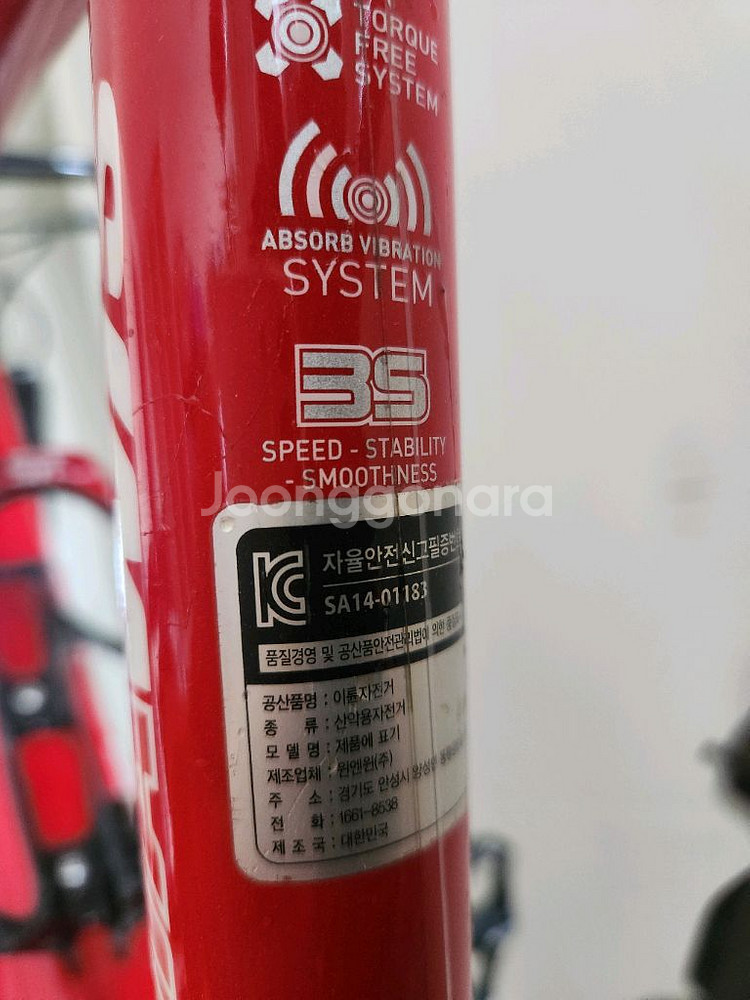 TORQUE
FREE
SYSTEM
ABSORB VIBRATION
SYSTEM
3S
SPEED - STABILITY
- SMOOTHNESS
Joonggonara
자율안전신고필증번호
SA14-01183
품질경영 및 공산품안전관리법에 의한
공산품명 : 이륜자전거
종 류 : 산악용자전거
모 델 명 : 제품에 표기
제조업체 : 원엔원(주)
주 소 : 경기도 안성시 양성면
전 화 : 1661-8538
제 조 국 : 대한민국